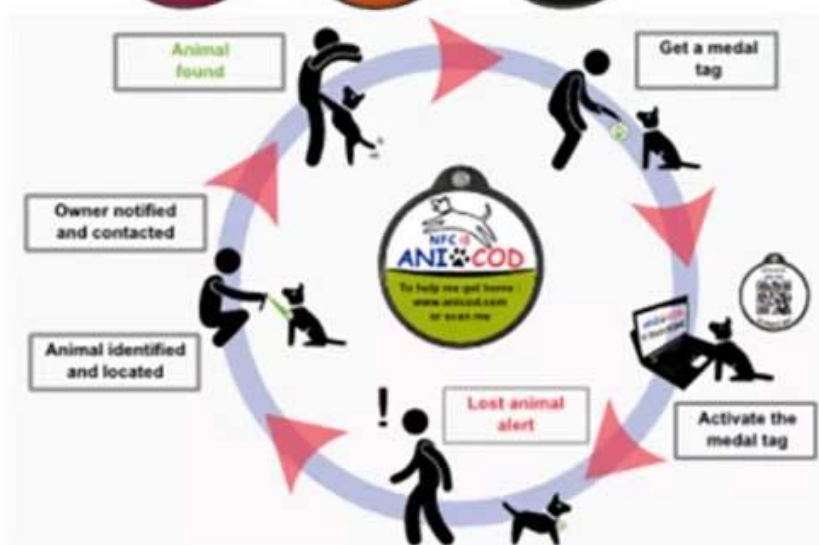 Animal
found
Get a medal
tag
Owner notified
and contacted
NFC
ANI COD
To help me get home :
www.anicod.com
or scan me
Animal identified
and located
!
Lost animal
alert
Activate the
medal tag